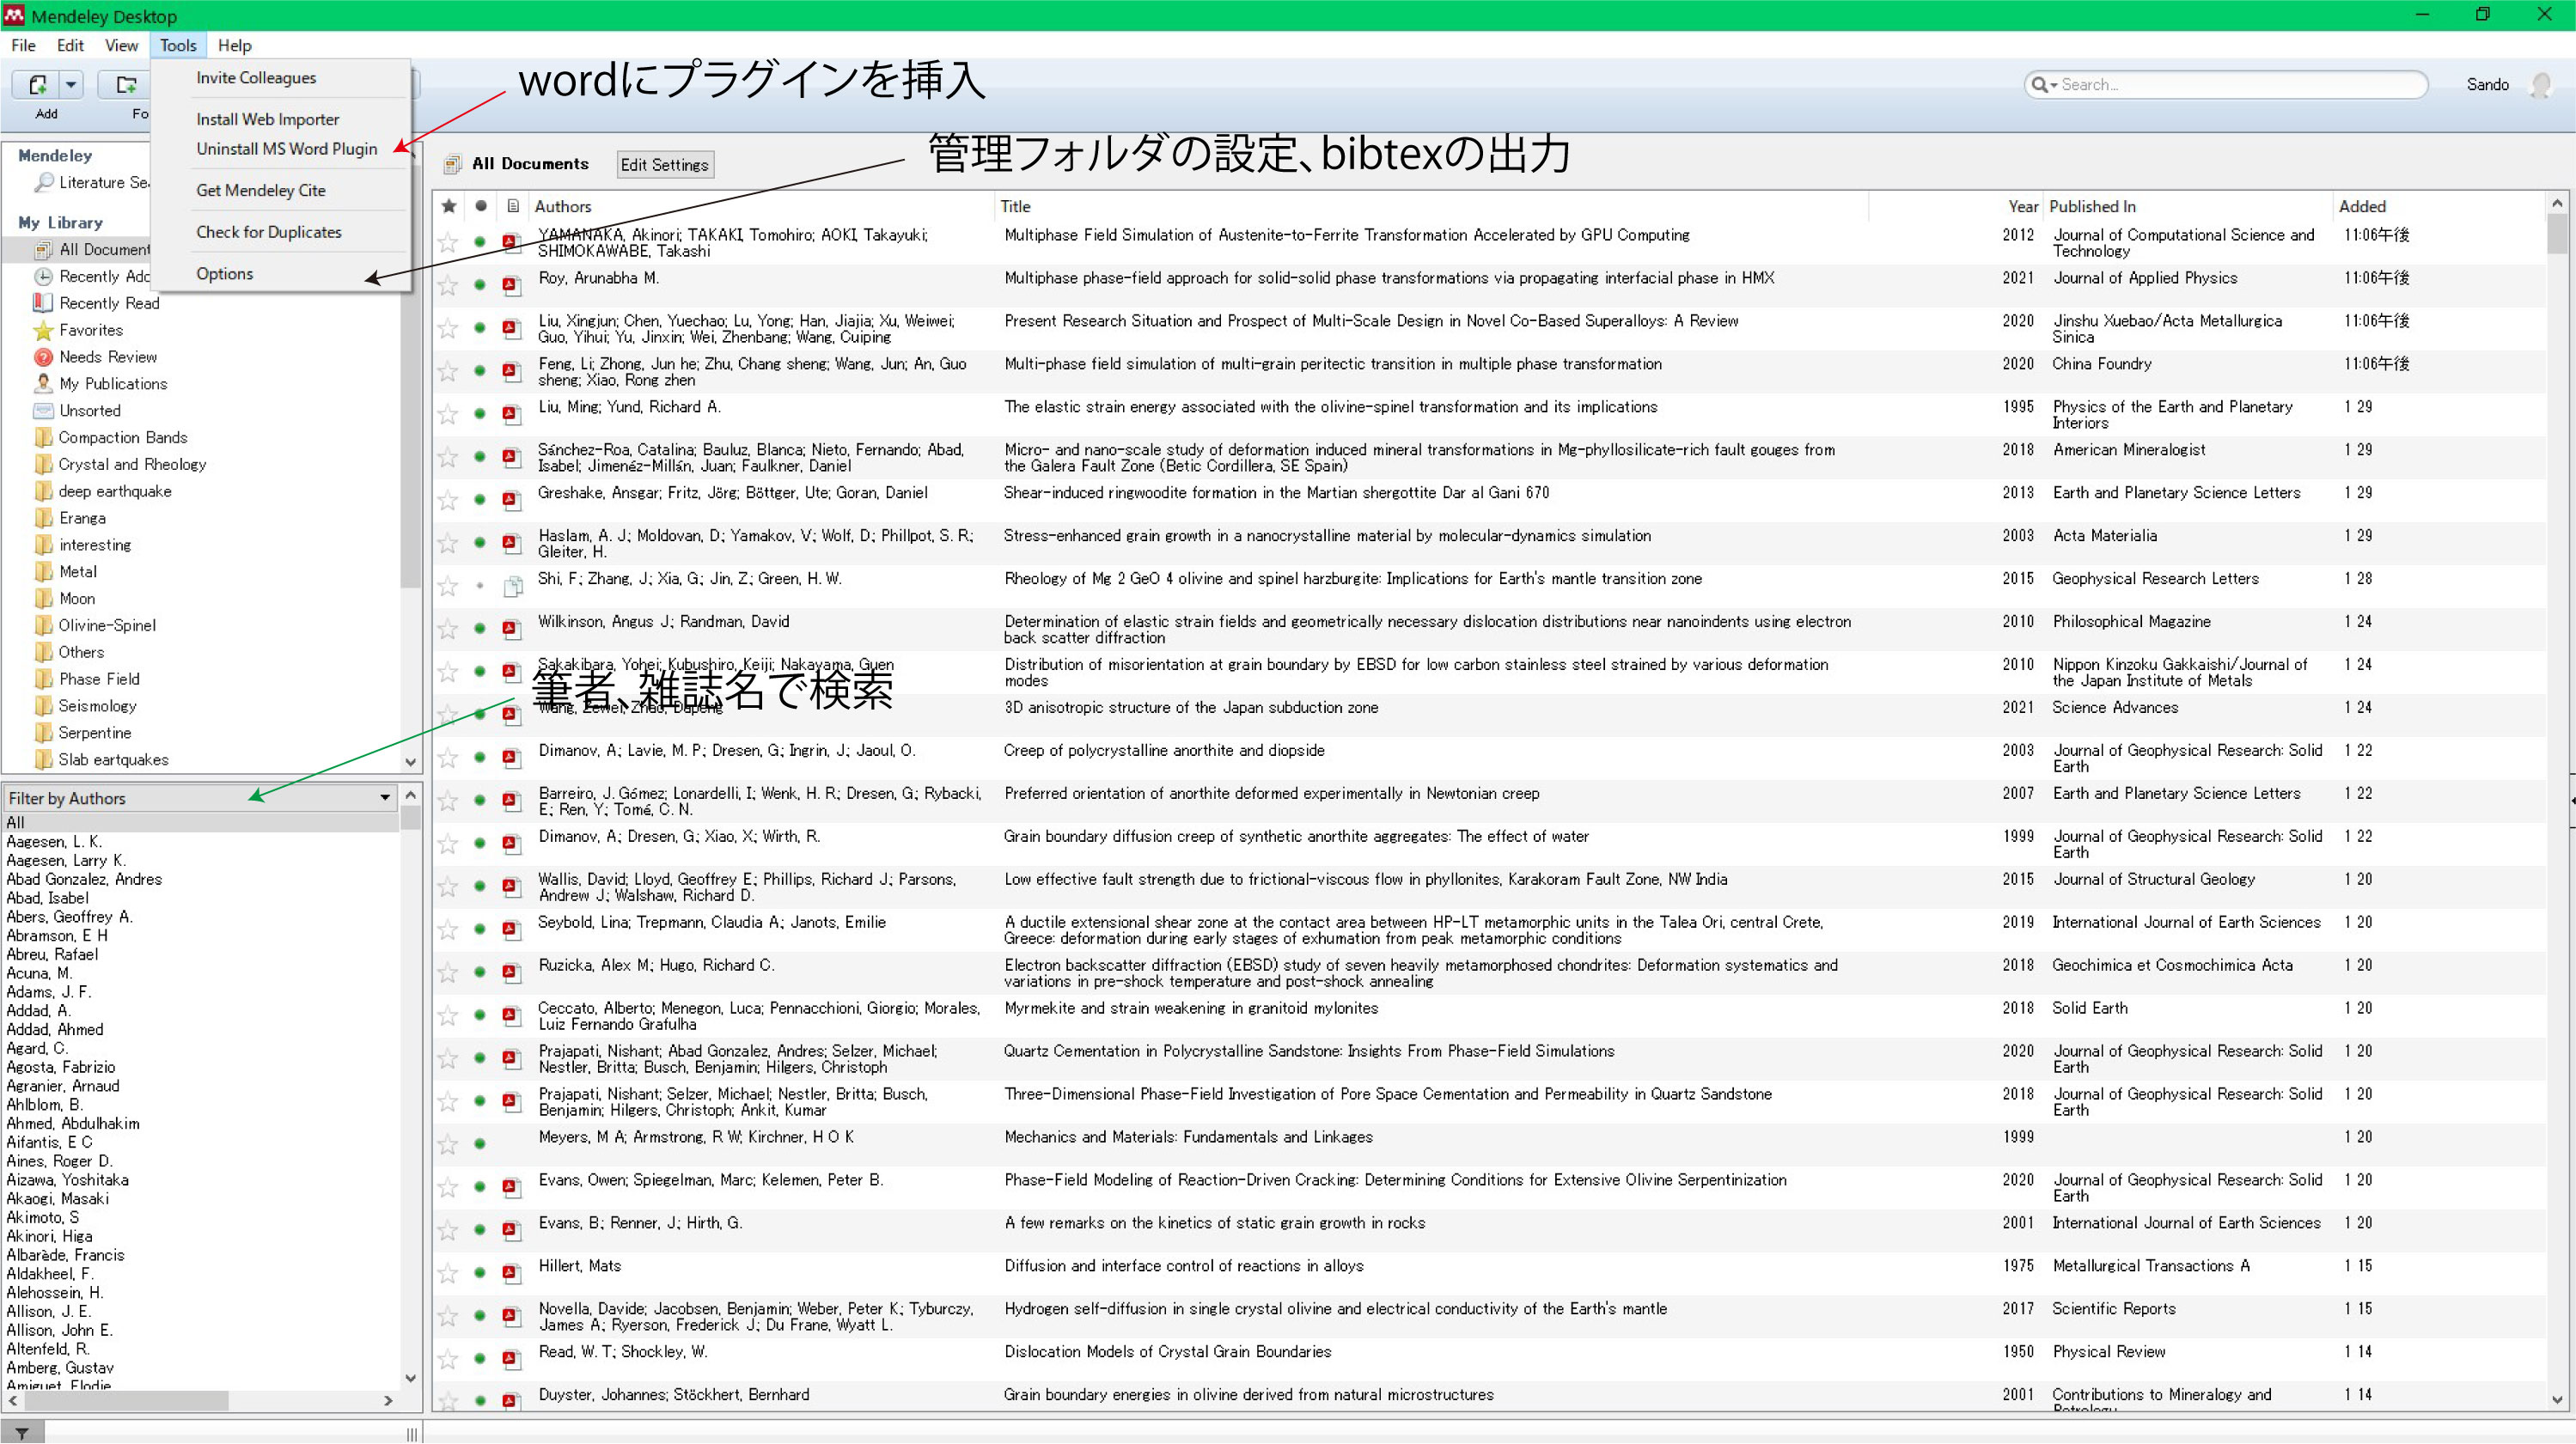 Mendeley Desktop
File Edit View Tools Help
Invite Colleagues
Install Web Importer
Uninstall MS Word Plugin
Get Mendeley Cite
Check for Duplicates
Options
Add
Fo
wordにプラグインを挿入
管理フォルダの設定、bibtexの出力
筆者、雑誌名で検索
Search...
Sando
Mendeley
Literature Se
My Library
All Document
Recently Add
Recently Read
Favorites
Needs Review
My Publications
Unsorted
Compaction Bands
Crystal and Rheology
deep earthquake
Eranga
interesting
Metal
Moon
Olivine-Spinel
Others
Phase Field
Seismology
Serpentine
Slab eartquakes
Filter by Authors
All
Aagesen, L. K.
Aagesen, Larry K.
Abad Gonzalez, Andres
Abad, Isabel
Abers, Geoffrey A.
Abramson, E H
Abreu, Rafael
Acuna, M.
Adams, J. F.
Addad, A.
Addad, Ahmed
Agard, C.
Agosta, Fabrizio
Agranier, Arnaud
Ahlblom, B.
Ahmed, Abdulhakim
Aifantis, E C
Aines, Roger D.
Aizawa, Yoshitaka
Akaogi, Masaki
Akimoto, S
Akinori, Higa
Albarède, Francis
Aldakheel, F.
Alehossein, H.
Allison, J. E.
Allison, John E.
Altenfeld, R.
Amberg, Gustav
Amiguet, Elodie
All Documents Edit Settings
Authors Title Year Published In Added
YAMANAKA, Akinori; TAKAKI, Tomohiro; AOKI, Takayuki; Multiphase Field Simulation of Austenite-to-Ferrite Transformation Accelerated by GPU Computing 2012 Journal of Computational Science and 11:06午後
SHIMOKAWABE, Takashi Technology
Roy, Arunabha M. Multiphase phase-field approach for solid-solid phase transformations via propagating interfacial phase in HMX 2021 Journal of Applied Physics 11:06午後
Liu, Xingjun; Chen, Yuechao; Lu, Yong; Han, Jiajia; Xu, Weiwei; Present Research Situation and Prospect of Multi-Scale Design in Novel Co-Based Superalloys: A Review 2020 Jinshu Xuebao/Acta Metallurgica 11:06午後
Guo, Yihui; Yu, Jinxin; Wei, Zhenbang; Wang, Cuiping Sinica
Feng, Li; Zhong, Jun he; Zhu, Chang sheng; Wang, Jun; An, Guo Multi-phase field simulation of multi-grain peritectic transition in multiple phase transformation 2020 China Foundry 11:06午後
sheng; Xiao, Rong zhen
Liu, Ming; Yund, Richard A. The elastic strain energy associated with the olivine-spinel transformation and its implications 1995 Physics of the Earth and Planetary 1 29
Interiors
Sánchez-Roa, Catalina; Bauluz, Blanca; Nieto, Fernando; Abad, Micro- and nano-scale study of deformation induced mineral transformations in Mg-phyllosilicate-rich fault gouges from 2018 American Mineralogist 1 29
Isabel; Jimenéz-Millán, Juan; Faulkner, Daniel the Galera Fault Zone (Betic Cordillera, SE Spain)
Greshake, Ansgar; Fritz, Jörg; Böttger, Ute; Goran, Daniel Shear-induced ringwoodite formation in the Martian shergottite Dar al Gani 670 2013 Earth and Planetary Science Letters 1 29
Haslam, A. J; Moldovan, D; Yamakov, V; Wolf, D; Phillpot, S. R; Stress-enhanced grain growth in a nanocrystalline material by molecular-dynamics simulation 2003 Acta Materialia 1 29
Gleiter, H.
Shi, F; Zhang, J; Xia, G; Jin, Z; Green, H. W. Rheology of Mg 2 GeO 4 olivine and spinel harzburgite: Implications for Earth's mantle transition zone 2015 Geophysical Research Letters 1 28
Wilkinson, Angus J; Randman, David Determination of elastic strain fields and geometrically necessary dislocation distributions near nanoindents using electron 2010 Philosophical Magazine 1 24
back scatter diffraction
Sakakibara, Yohei; Kubushiro, Keiji; Nakayama, Guen Distribution of misorientation at grain boundary by EBSD for low carbon stainless steel strained by various deformation 2010 Nippon Kinzoku Gakkaishi/Journal of 1 24
modes the Japan Institute of Metals
Wang, Zewei; Zhao, Dapeng 3D anisotropic structure of the Japan subduction zone 2021 Science Advances 1 24
Dimanov, A; Lavie, M. P; Dresen, G; Ingrin, J; Jaoul, O. Creep of polycrystalline anorthite and diopside 2003 Journal of Geophysical Research: Solid 1 22
Earth
Barreiro, J. Gómez; Lonardelli, I; Wenk, H. R; Dresen, G; Rybacki, Preferred orientation of anorthite deformed experimentally in Newtonian creep 2007 Earth and Planetary Science Letters 1 22
E; Ren, Y; Tomé, C. N.
Dimanov, A; Dresen, G; Xiao, X; Wirth, R. Grain boundary diffusion creep of synthetic anorthite aggregates: The effect of water 1999 Journal of Geophysical Research: Solid 1 22
Earth
Wallis, David; Lloyd, Geoffrey E; Phillips, Richard J; Parsons, Low effective fault strength due to frictional-viscous flow in phyllonites, Karakoram Fault Zone, NW India 2015 Journal of Structural Geology 1 20
Andrew J; Walshaw, Richard D.
Seybold, Lina; Trepmann, Claudia A; Janots, Emilie A ductile extensional shear zone at the contact area between HP-LT metamorphic units in the Talea Ori, central Crete, 2019 International Journal of Earth Sciences 1 20
Greece: deformation during early stages of exhumation from peak metamorphic conditions
Ruzicka, Alex M; Hugo, Richard C. Electron backscatter diffraction (EBSD) study of seven heavily metamorphosed chondrites: Deformation systematics and 2018 Geochimica et Cosmochimica Acta 1 20
variations in pre-shock temperature and post-shock annealing
Ceccato, Alberto; Menegon, Luca; Pennacchioni, Giorgio; Morales, Myrmekite and strain weakening in granitoid mylonites 2018 Solid Earth 1 20
Luiz Fernando Grafulha
Prajapati, Nishant; Abad Gonzalez, Andres; Selzer, Michael; Quartz Cementation in Polycrystalline Sandstone: Insights From Phase-Field Simulations 2020 Journal of Geophysical Research: Solid 1 20
Nestler, Britta; Busch, Benjamin; Hilgers, Christoph Earth
Prajapati, Nishant; Selzer, Michael; Nestler, Britta; Busch, Three-Dimensional Phase-Field Investigation of Pore Space Cementation and Permeability in Quartz Sandstone 2018 Journal of Geophysical Research: Solid 1 20
Benjamin; Hilgers, Christoph; Ankit, Kumar Earth
Meyers, M A; Armstrong, R W; Kirchner, H O K Mechanics and Materials: Fundamentals and Linkages 1999 1 20
Evans, Owen; Spiegelman, Marc; Kelemen, Peter B. Phase-Field Modeling of Reaction-Driven Cracking: Determining Conditions for Extensive Olivine Serpentinization 2020 Journal of Geophysical Research: Solid 1 20
Earth
Evans, B; Renner, J; Hirth, G. A few remarks on the kinetics of static grain growth in rocks 2001 International Journal of Earth Sciences 1 20
Hillert, Mats Diffusion and interface control of reactions in alloys 1975 Metallurgical Transactions A 1 15
Novella, Davide; Jacobsen, Benjamin; Weber, Peter K; Tyburczy, Hydrogen self-diffusion in single crystal olivine and electrical conductivity of the Earth's mantle 2017 Scientific Reports 1 15
James A; Ryerson, Frederick J; Du Frane, Wyatt L.
Read, W. T; Shockley, W. Dislocation Models of Crystal Grain Boundaries 1950 Physical Review 1 14
Duyster, Johannes; Stöckhert, Bernhard Grain boundary energies in olivine derived from natural microstructures 2001 Contributions to Mineralogy and 1 14
Petrology